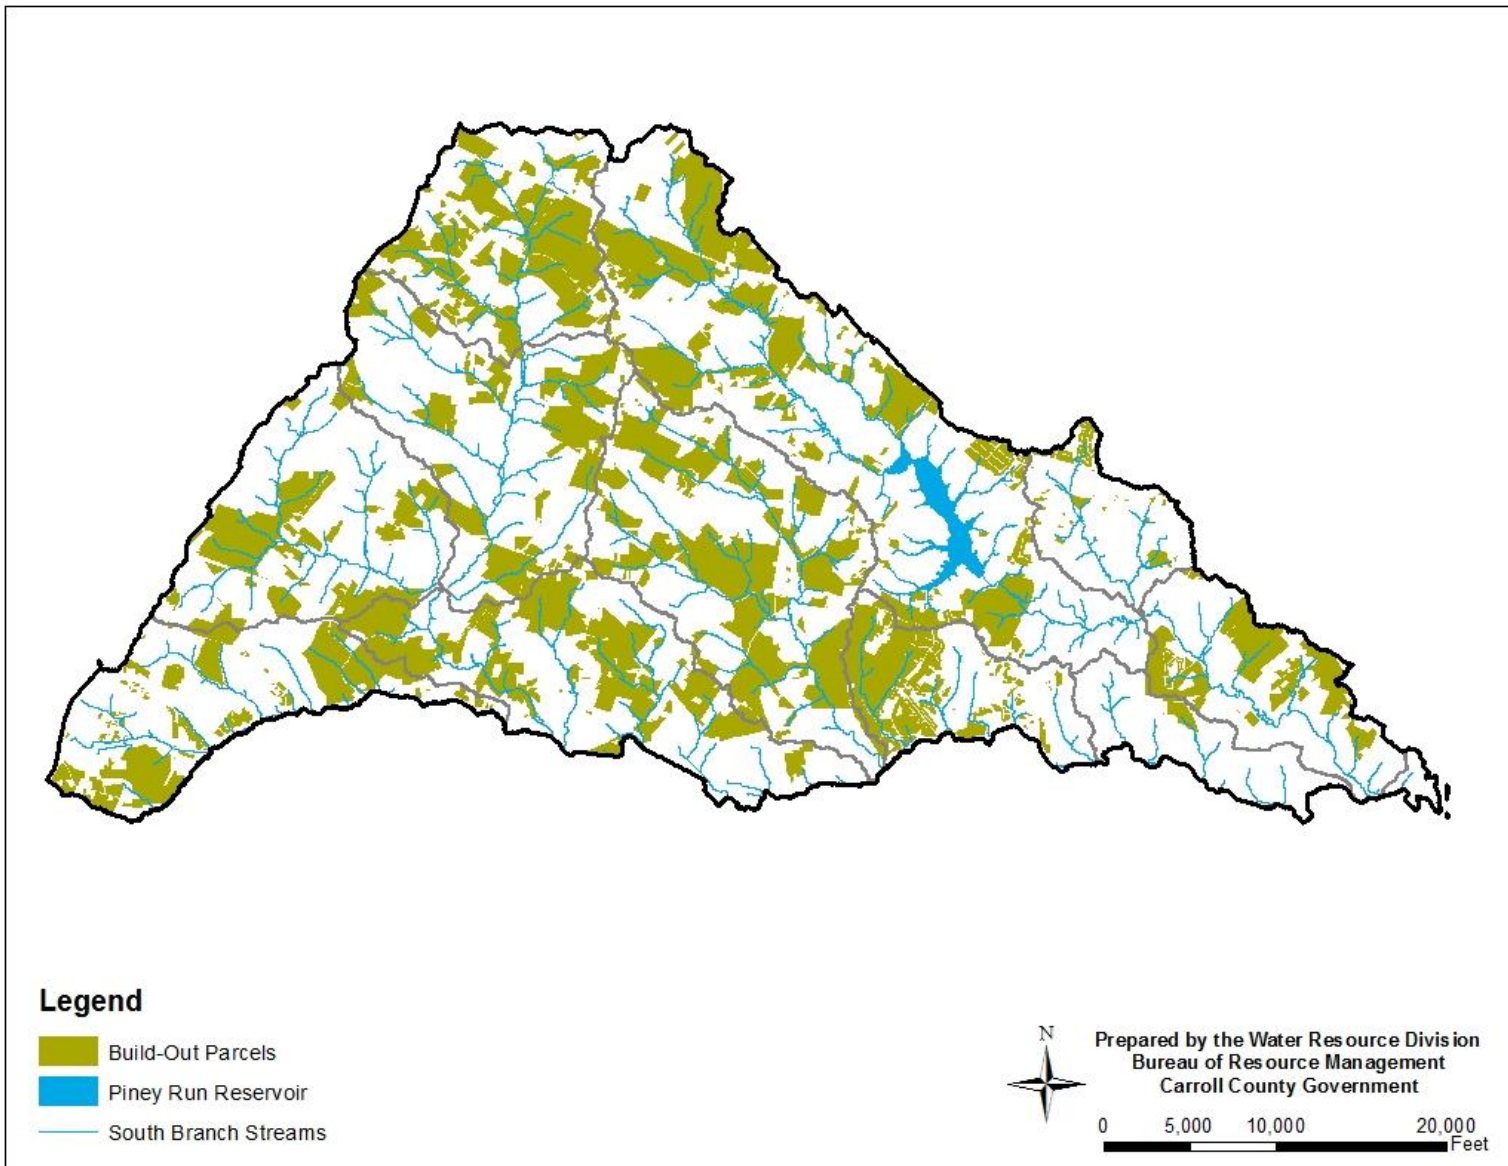 Legend
Build-Out Parcels
Piney Run Reservoir
South Branch Streams
N
Prepared by the Water Resource Division
Bureau of Resource Management
Carroll County Government
0 5,000 10,000 20,000
Feet